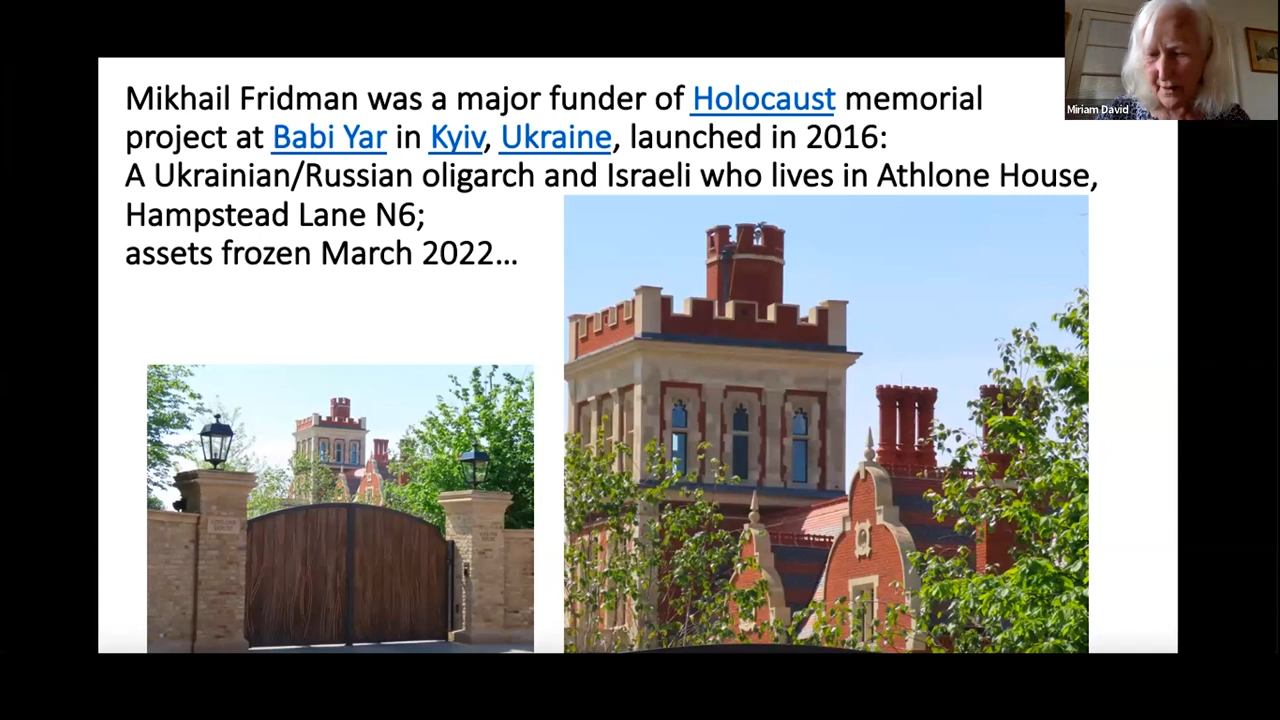 Mikhail Fridman was a major funder of Holocaust memorial
project at Babi Yar in Kyiv, Ukraine, launched in 2016:
A Ukrainian/Russian oligarch and Israeli who lives in Athlone House,
Hampstead Lane N6;
assets frozen March 2022...
Miriam David